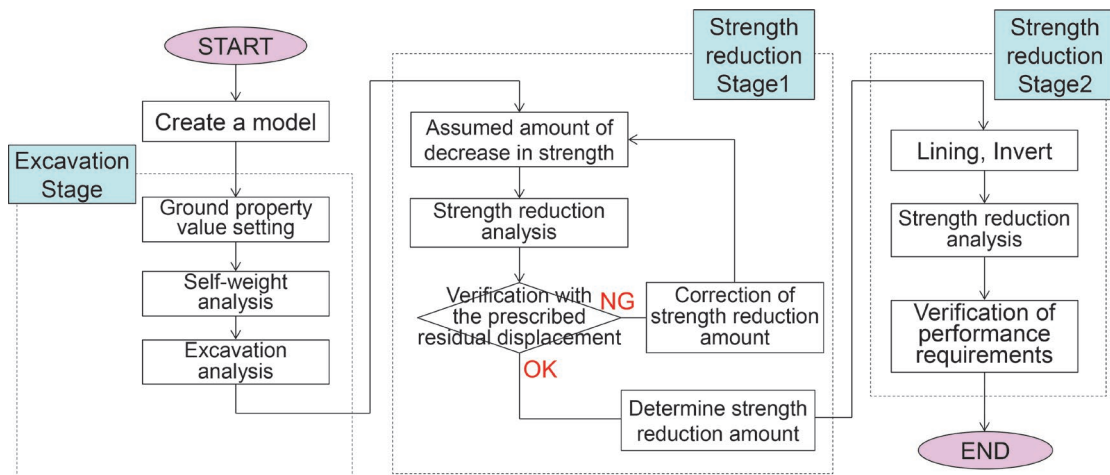 START
Create a model
Excavation
Stage
Ground property
value setting
Self-weight
analysis
Excavation
analysis
Strength
reduction
Stage1
Assumed amount of
decrease in strength
Strength reduction
analysis
Verification with
the prescribed
residual displacement
NG
Correction of
strength reduction
amount
OK
Determine strength
reduction amount
Strength
reduction
Stage2
Lining, Invert
Strength reduction
analysis
Verification of
performance
requirements
END